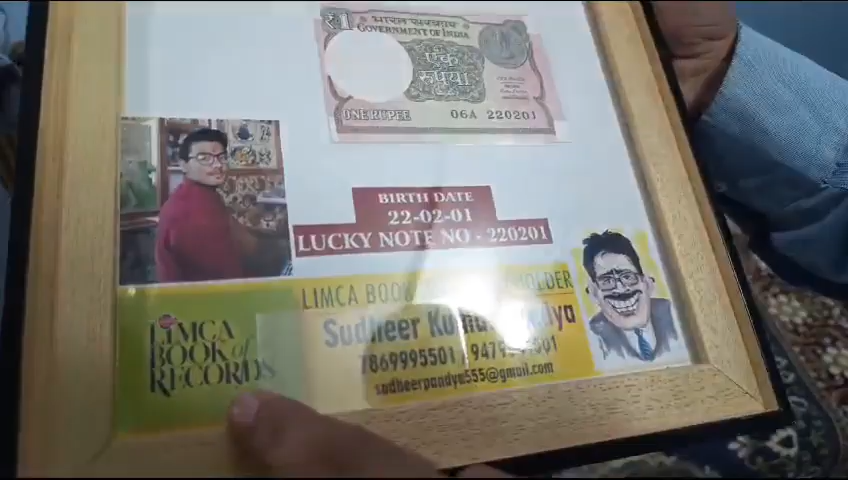 ₹1 भारत सरकार
GOVERNMENT OF INDIA
एक
रुपया
ONE RUPEE
06A 220201
BIRTH DATE
22-02-01
LUCKY NOTE NO - 220201
LIMCA BOOK HOLDER
Sudheer
7869995501
sudheerpandya555@gmail.com
LIMCA
BOOK of
RECORDS